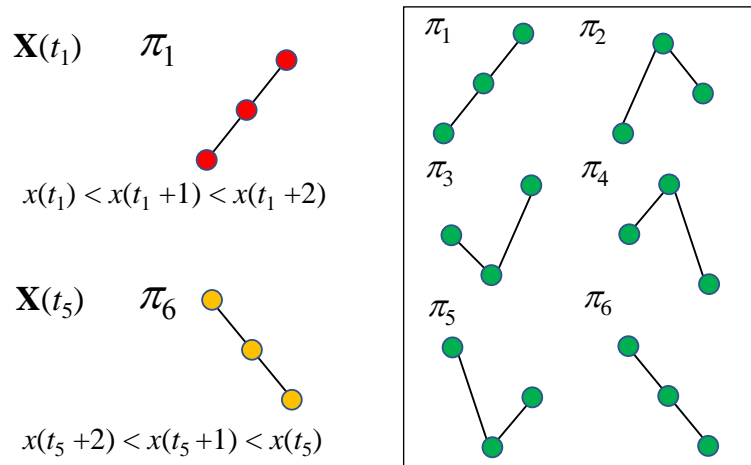 X(t₁) π₁
x(t₁) < x(t₁+1) < x(t₁+2)
X(t₅) π₆
x(t₅+2) < x(t₅+1) < x(t₅)
π₁ π₂
π₃ π₄
π₅ π₆